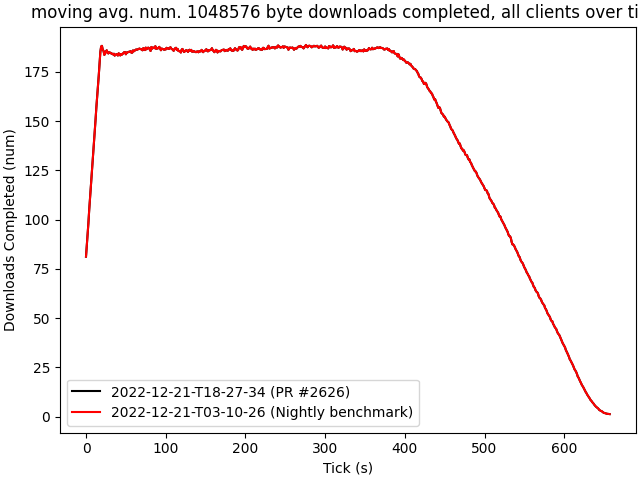 moving avg. num. 1048576 byte downloads completed, all clients over ti
Downloads Completed (num)
175
150
125
100
75
50
25
0
2022-12-21-T18-27-34 (PR #2626)
2022-12-21-T03-10-26 (Nightly benchmark)
0 100 200 300 400 500 600
Tick (s)